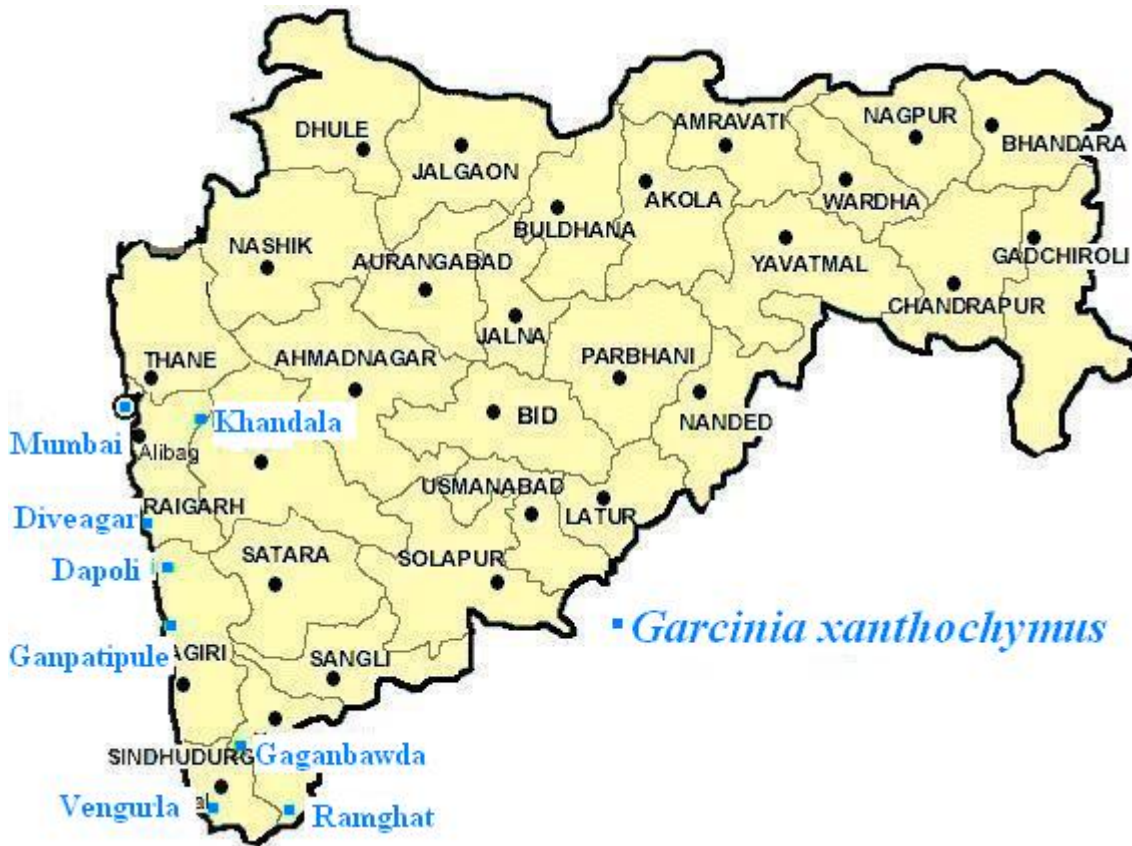 DHULE
JALGAON
AMRAVATI
NAGPUR
BHANDARA
BULDHANA
AKOLA
WARDHA
NASHIK
AURANGABAD
YAVATMAL
GADCHIROLI
CHANDRAPUR
JALNA
THANE
AHMADNAGAR
PARBHANI
Khandala
BID
NANDED
Mumbai
Alibag
USMANABAD
RAIGARH
LATUR
Diveagar
SATARA
SOLAPUR
Dapoli
Garcinia xanthochymus
Ganpatipule
AGIRI
SANGLI
SINDHUDURG
Gaganbawda
Vengurla
al
Ramghat